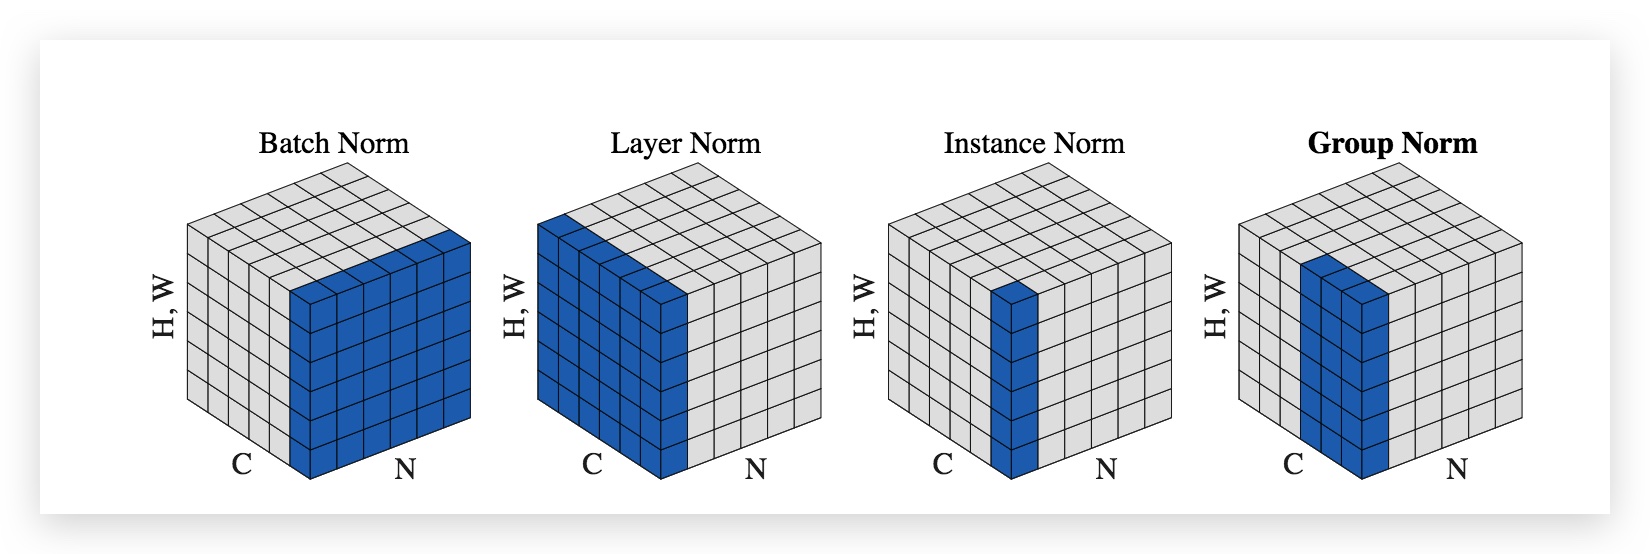 Batch Norm
H, W
C
N
Layer Norm
H, W
C
N
Instance Norm
H, W
C
N
Group Norm
H, W
C
N